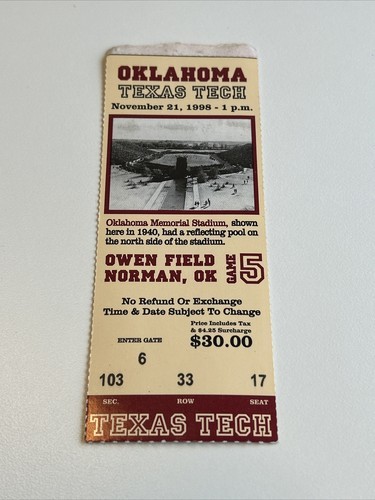 OKLAHOMA
TEXAS TECH
November 21, 1998 - 1 p.m.
Oklahoma Memorial Stadium, shown
here in 1940, had a reflecting pool on
the north side of the stadium.
OWEN FIELD
NORMAN, OK
GAME 5
No Refund Or Exchange
Time & Date Subject To Change
Price Includes Tax
& $4.25 Surcharge
ENTER GATE
$30.00
6
103 33 17
SEC. ROW SEAT
TEXAS TECH